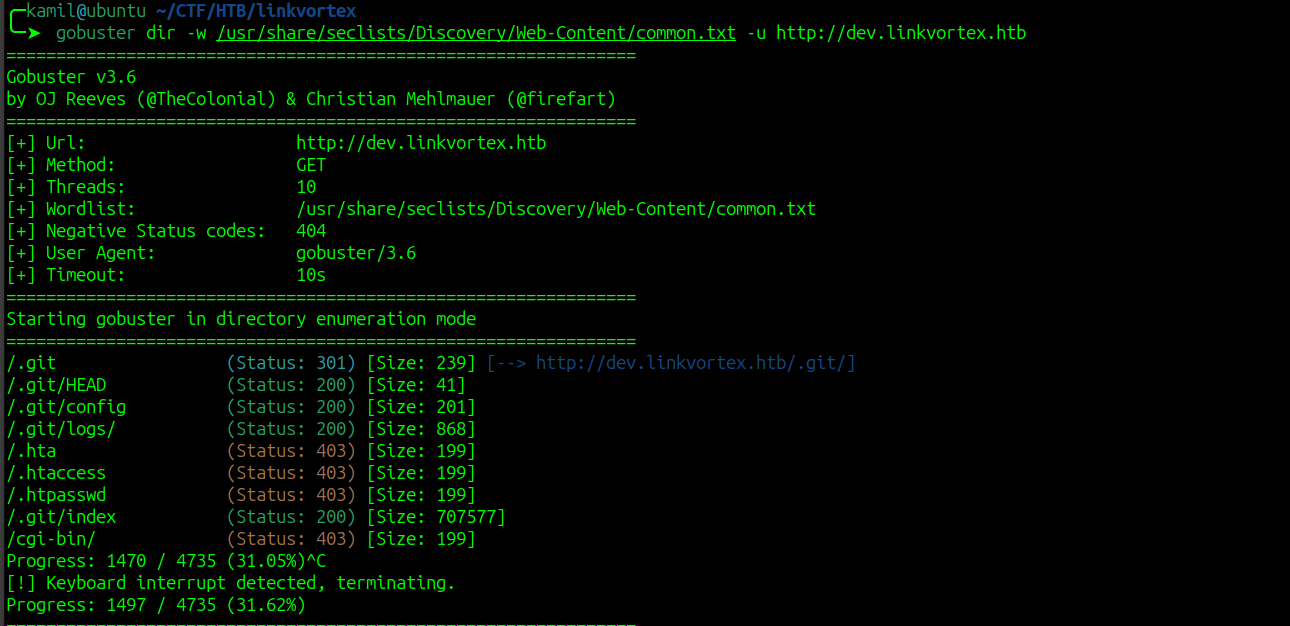 kamil@ubuntu ~/CTF/HTB/linkvortex
➤ gobuster dir -w /usr/share/seclists/Discovery/Web-Content/common.txt -u http://dev.linkvortex.htb
===============================================================
Gobuster v3.6
by OJ Reeves (@TheColonial) & Christian Mehlmauer (@firefart)
===============================================================
[+] Url:                     http://dev.linkvortex.htb
[+] Method:                  GET
[+] Threads:                 10
[+] Wordlist:                /usr/share/seclists/Discovery/Web-Content/common.txt
[+] Negative Status codes:   404
[+] User Agent:              gobuster/3.6
[+] Timeout:                 10s
===============================================================
Starting gobuster in directory enumeration mode
===============================================================
/.git                 (Status: 301) [Size: 239] [--> http://dev.linkvortex.htb/.git/]
/.git/HEAD            (Status: 200) [Size: 41]
/.git/config          (Status: 200) [Size: 201]
/.git/logs/           (Status: 200) [Size: 868]
/.hta                 (Status: 403) [Size: 199]
/.htaccess            (Status: 403) [Size: 199]
/.htpasswd            (Status: 403) [Size: 199]
/.git/index           (Status: 200) [Size: 707577]
/cgi-bin/             (Status: 403) [Size: 199]
Progress: 1470 / 4735 (31.05%)^C
[!] Keyboard interrupt detected, terminating.
Progress: 1497 / 4735 (31.62%)
===============================================================